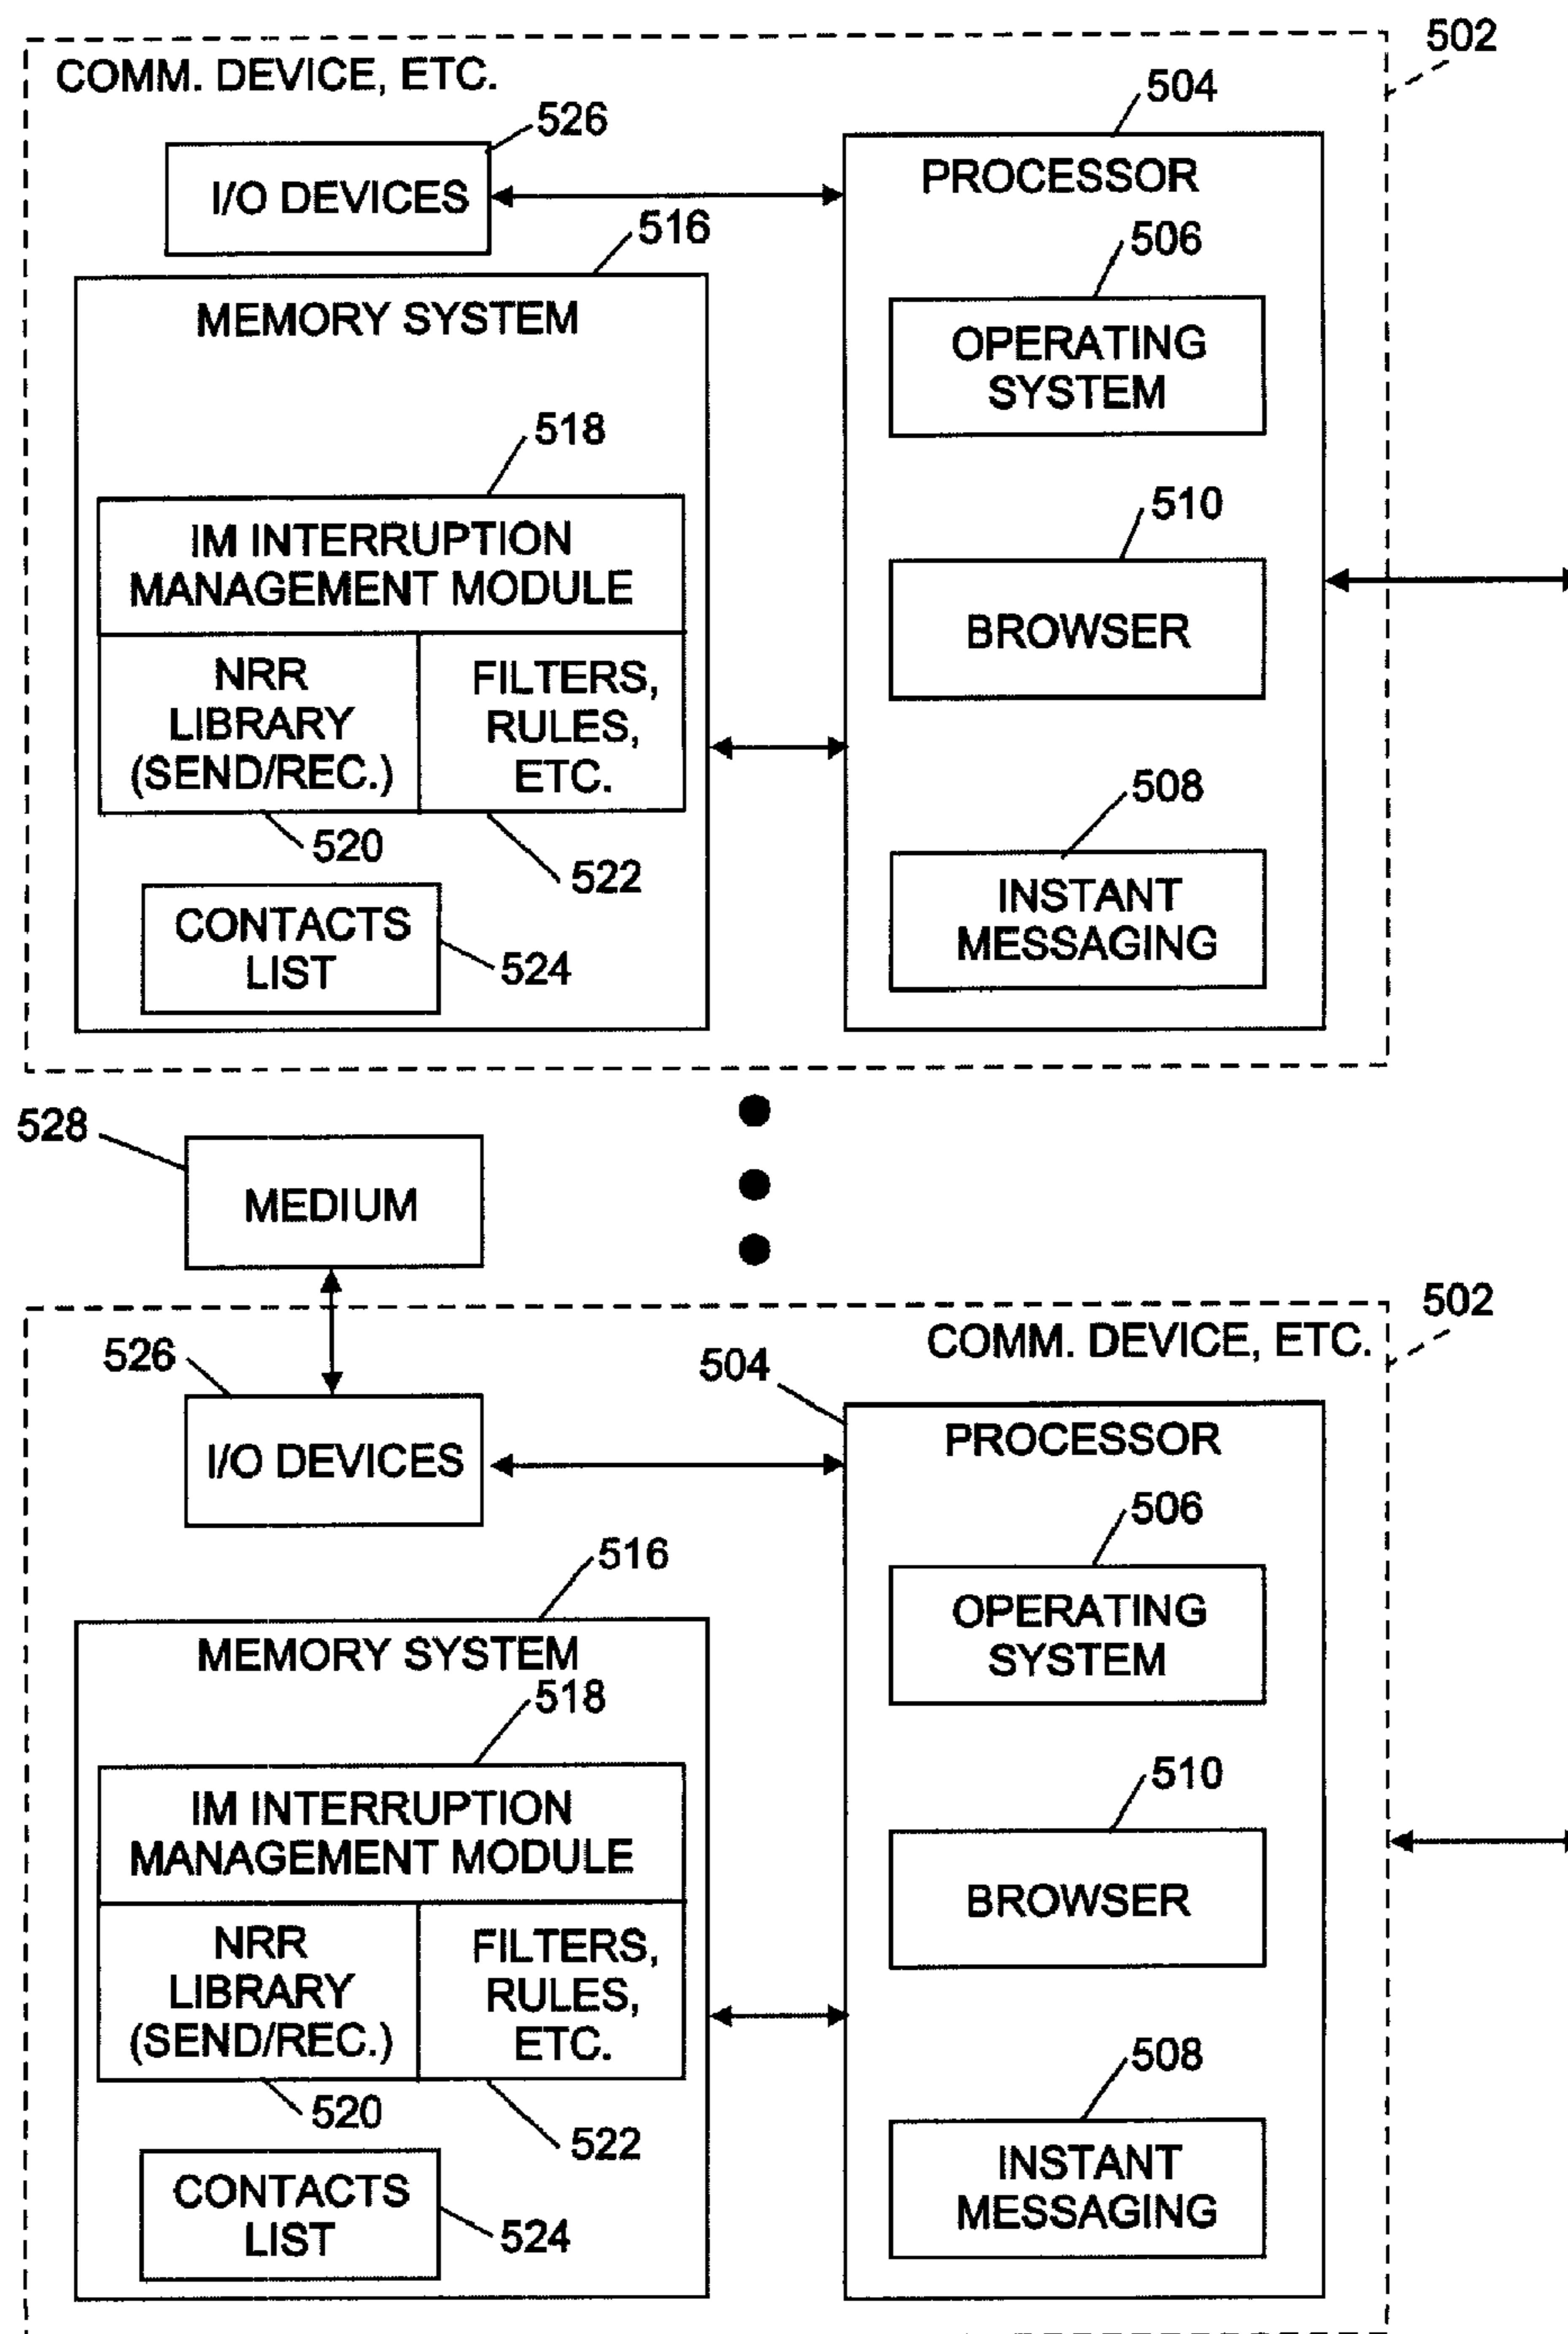 502
COMM. DEVICE, ETC.
504
526
PROCESSOR
I/O DEVICES
516
506
MEMORY SYSTEM
OPERATING
SYSTEM
518
510
IM INTERRUPTION
MANAGEMENT MODULE
BROWSER
NRR
LIBRARY
(SEND/REC.)
FILTERS,
RULES,
ETC.
508
520
522
INSTANT
MESSAGING
CONTACTS
LIST
524
528
MEDIUM
502
COMM. DEVICE, ETC.
526
504
PROCESSOR
I/O DEVICES
506
516
OPERATING
SYSTEM
MEMORY SYSTEM
518
510
IM INTERRUPTION
MANAGEMENT MODULE
BROWSER
NRR
LIBRARY
(SEND/REC.)
FILTERS,
RULES,
ETC.
508
520
522
INSTANT
MESSAGING
CONTACTS
LIST
524